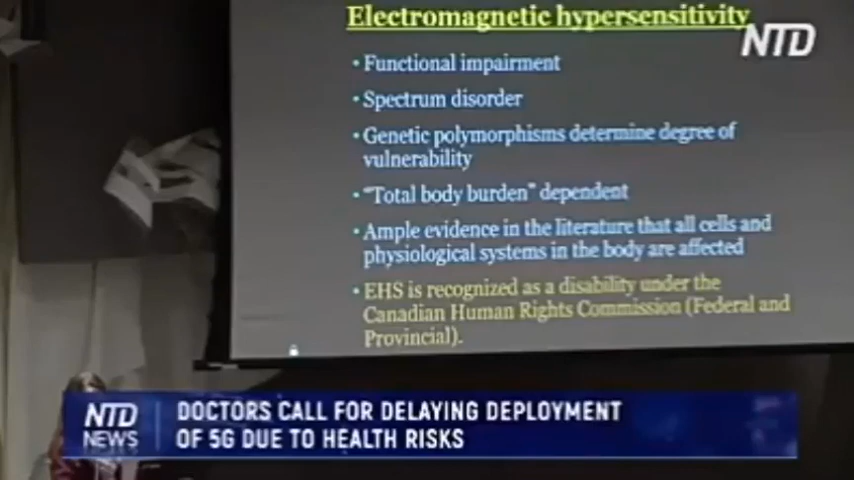 Electromagnetic hypersensitivity
NTD
• Functional impairment
• Spectrum disorder
• Genetic polymorphisms determine degree of
vulnerability
• "Total body burden" dependent
• Ample evidence in the literature that all cells and
physiological systems in the body are affected
• EHS is recognized as a disability under the
Canadian Human Rights Commission (Federal and
Provincial).
NTD
NEWS
DOCTORS CALL FOR DELAYING DEPLOYMENT
OF 5G DUE TO HEALTH RISKS